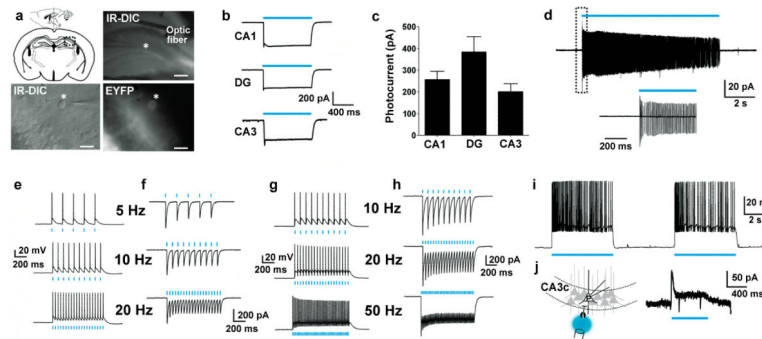 a
IR-DIC
Optic
fiber
*
IR-DIC
*
EYFP
*
b
CA1
DG
CA3
200 pA
400 ms
c
Photocurrent (pA)
500
400
300
200
100
0
CA1 DG CA3
d
20 pA
2 s
200 ms
e
f
5 Hz
10 Hz
20 Hz
20 mV
200 ms
200 pA
200 ms
g
h
10 Hz
20 Hz
50 Hz
20 mV
200 ms
200 pA
200 ms
i
2 s
j
CA3c
50 pA
400 ms